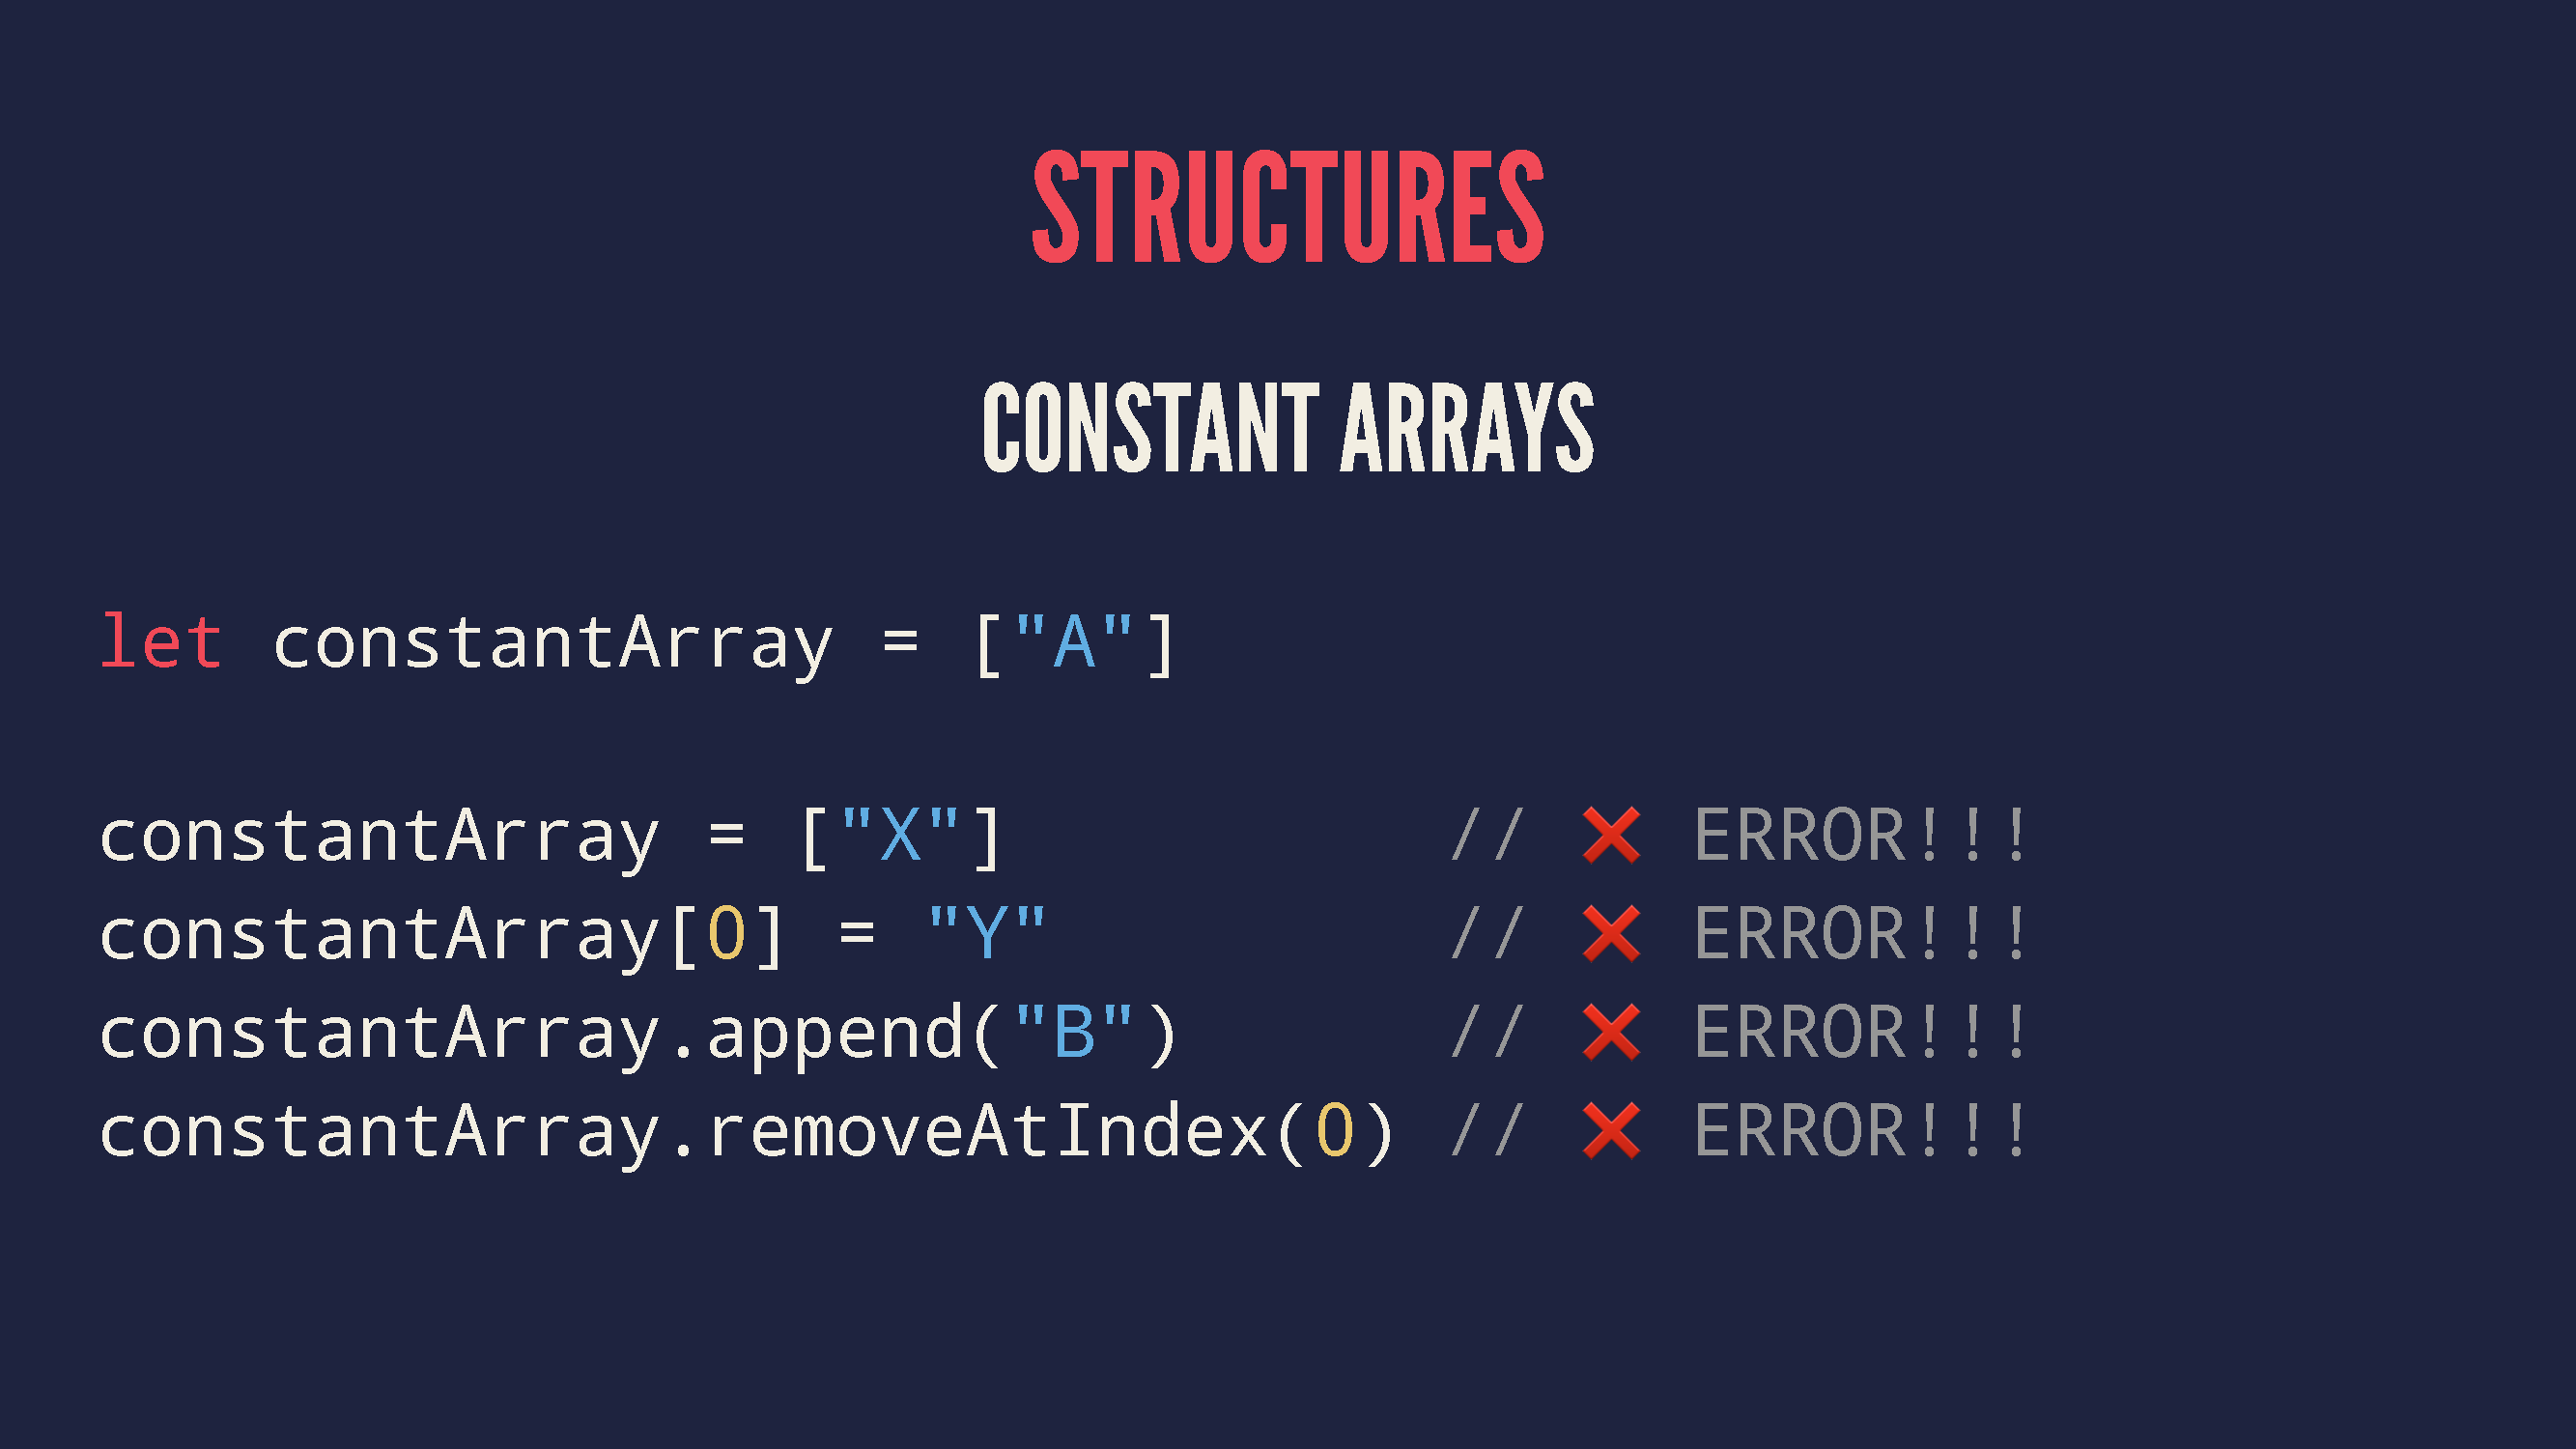 STRUCTURES
CONSTANT ARRAYS
let constantArray = ["A"]
constantArray = ["X"] // ❌ ERROR!!!
constantArray[0] = "Y" // ❌ ERROR!!!
constantArray.append("B") // ❌ ERROR!!!
constantArray.removeAtIndex(0) // ❌ ERROR!!!